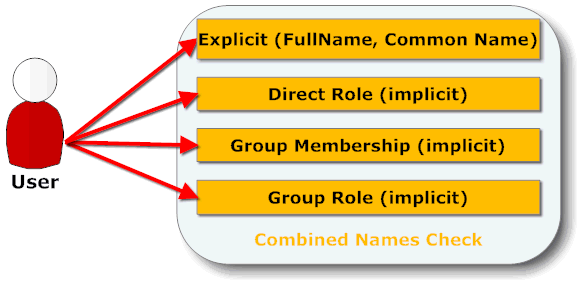 Explicit (FullName, Common Name)
Direct Role (implicit)
Group Membership (implicit)
User
Group Role (implicit)
Combined Names Check